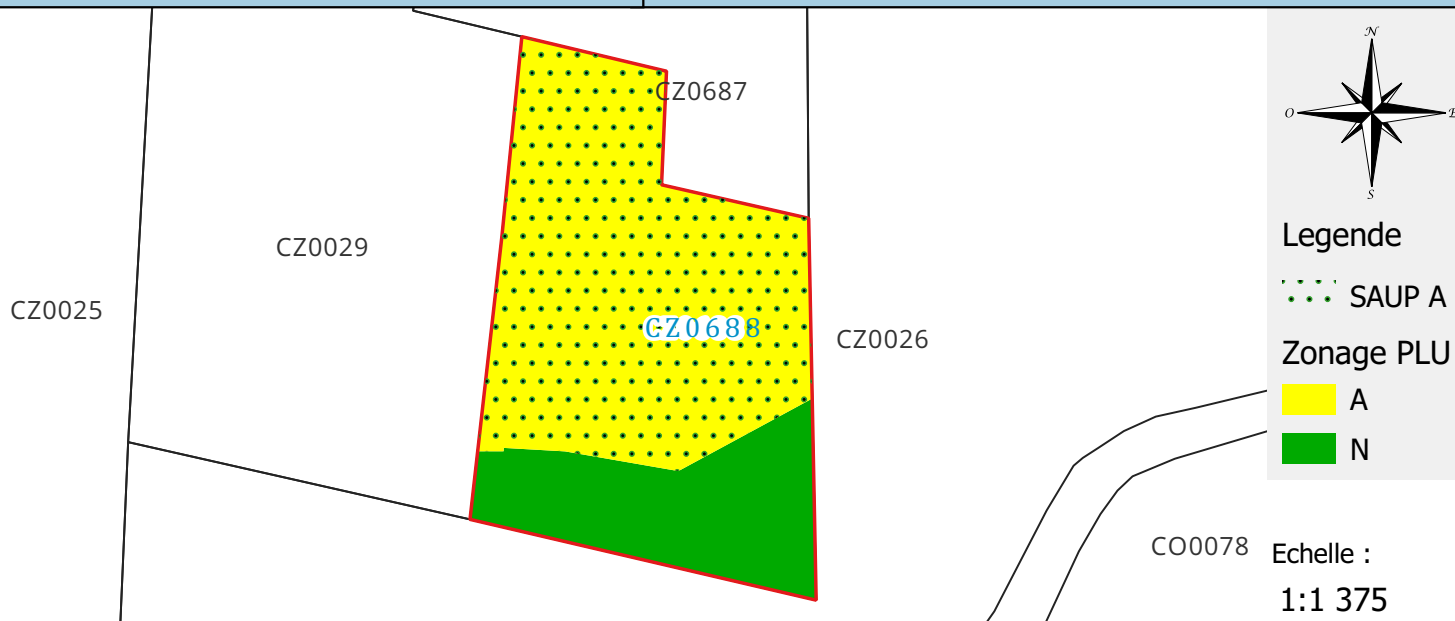 N
CZ0687
O
E
S
Legende
CZ0029
SAUP A
CZ0025
CZ0688
CZ0026
Zonage PLU
A
N
CO0078
Echelle :
1:1 375